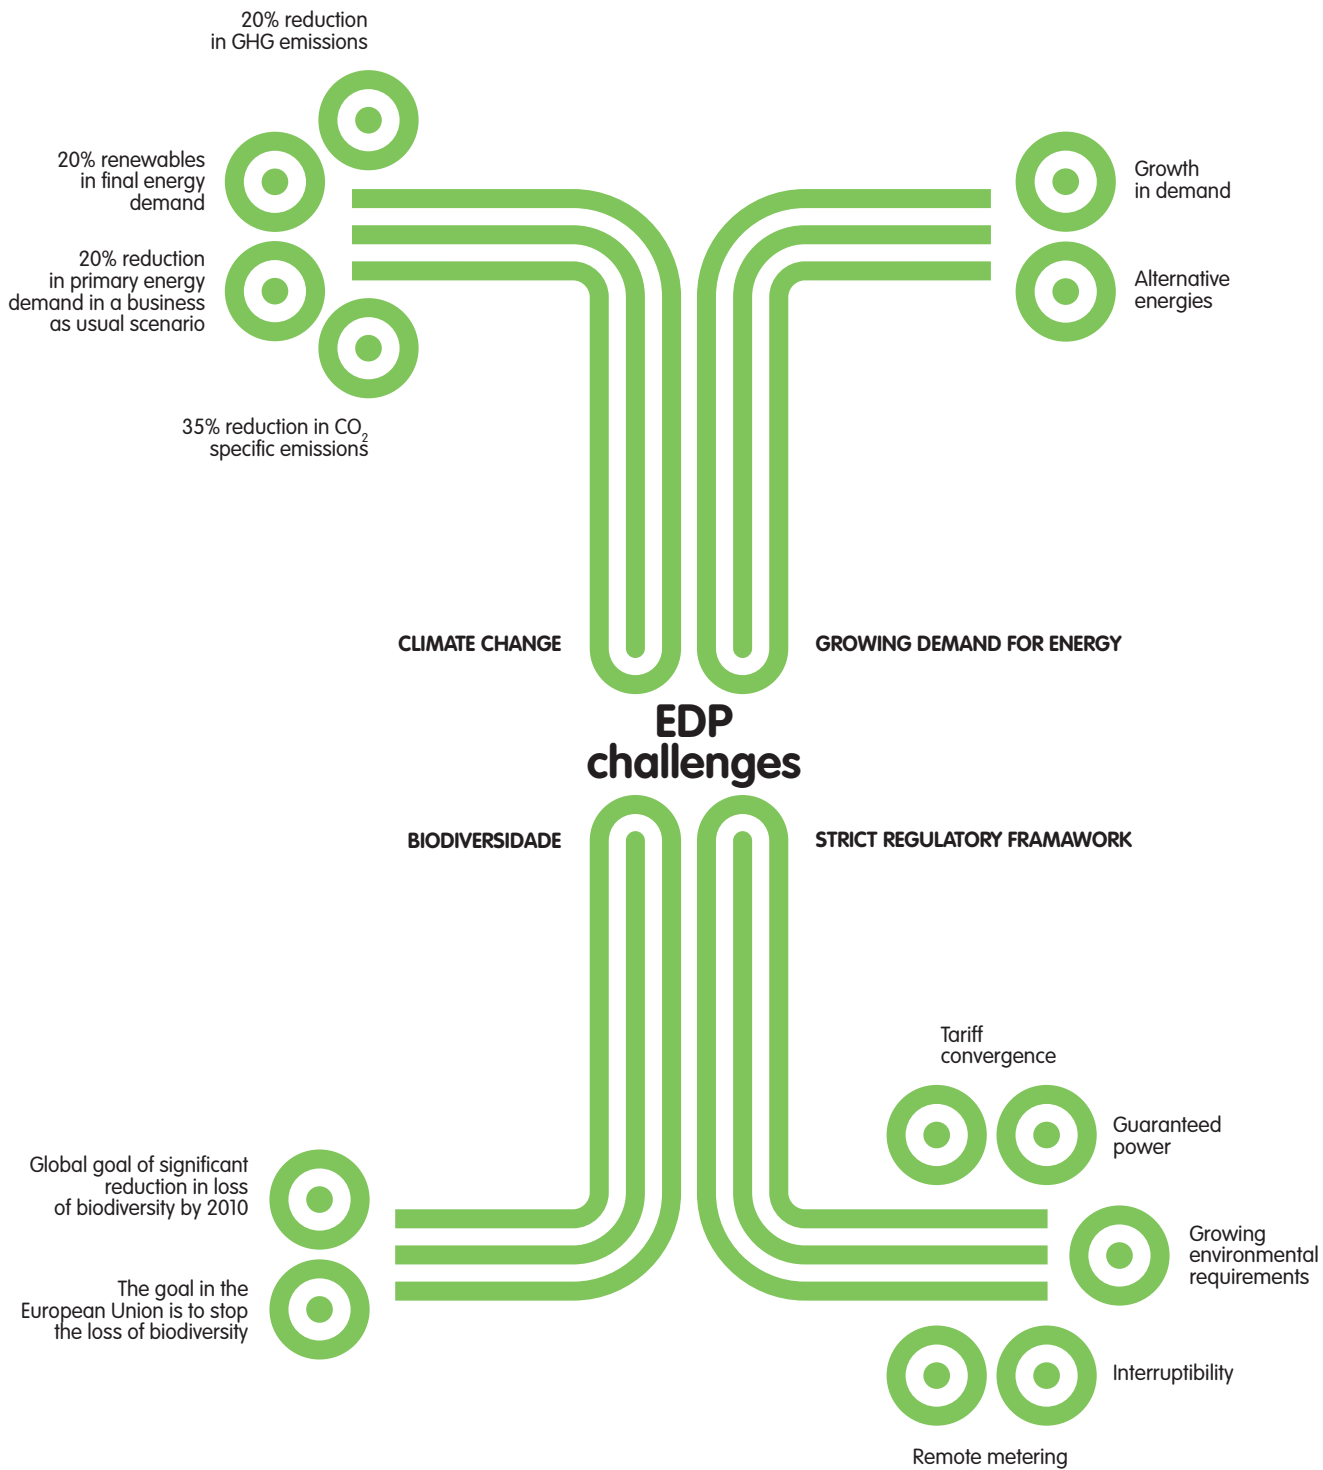 20% reduction
in GHG emissions
20% renewables
in final energy
demand
20% reduction
in primary energy
demand in a business
as usual scenario
35% reduction in CO₂
specific emissions
Growth
in demand
Alternative
energies
CLIMATE CHANGE
GROWING DEMAND FOR ENERGY
EDP
challenges
BIODIVERSIDADE
STRICT REGULATORY FRAMAWORK
Global goal of significant
reduction in loss
of biodiversity by 2010
The goal in the
European Union is to stop
the loss of biodiversity
Tariff
convergence
Guaranteed
power
Growing
environmental
requirements
Interruptibility
Remote metering